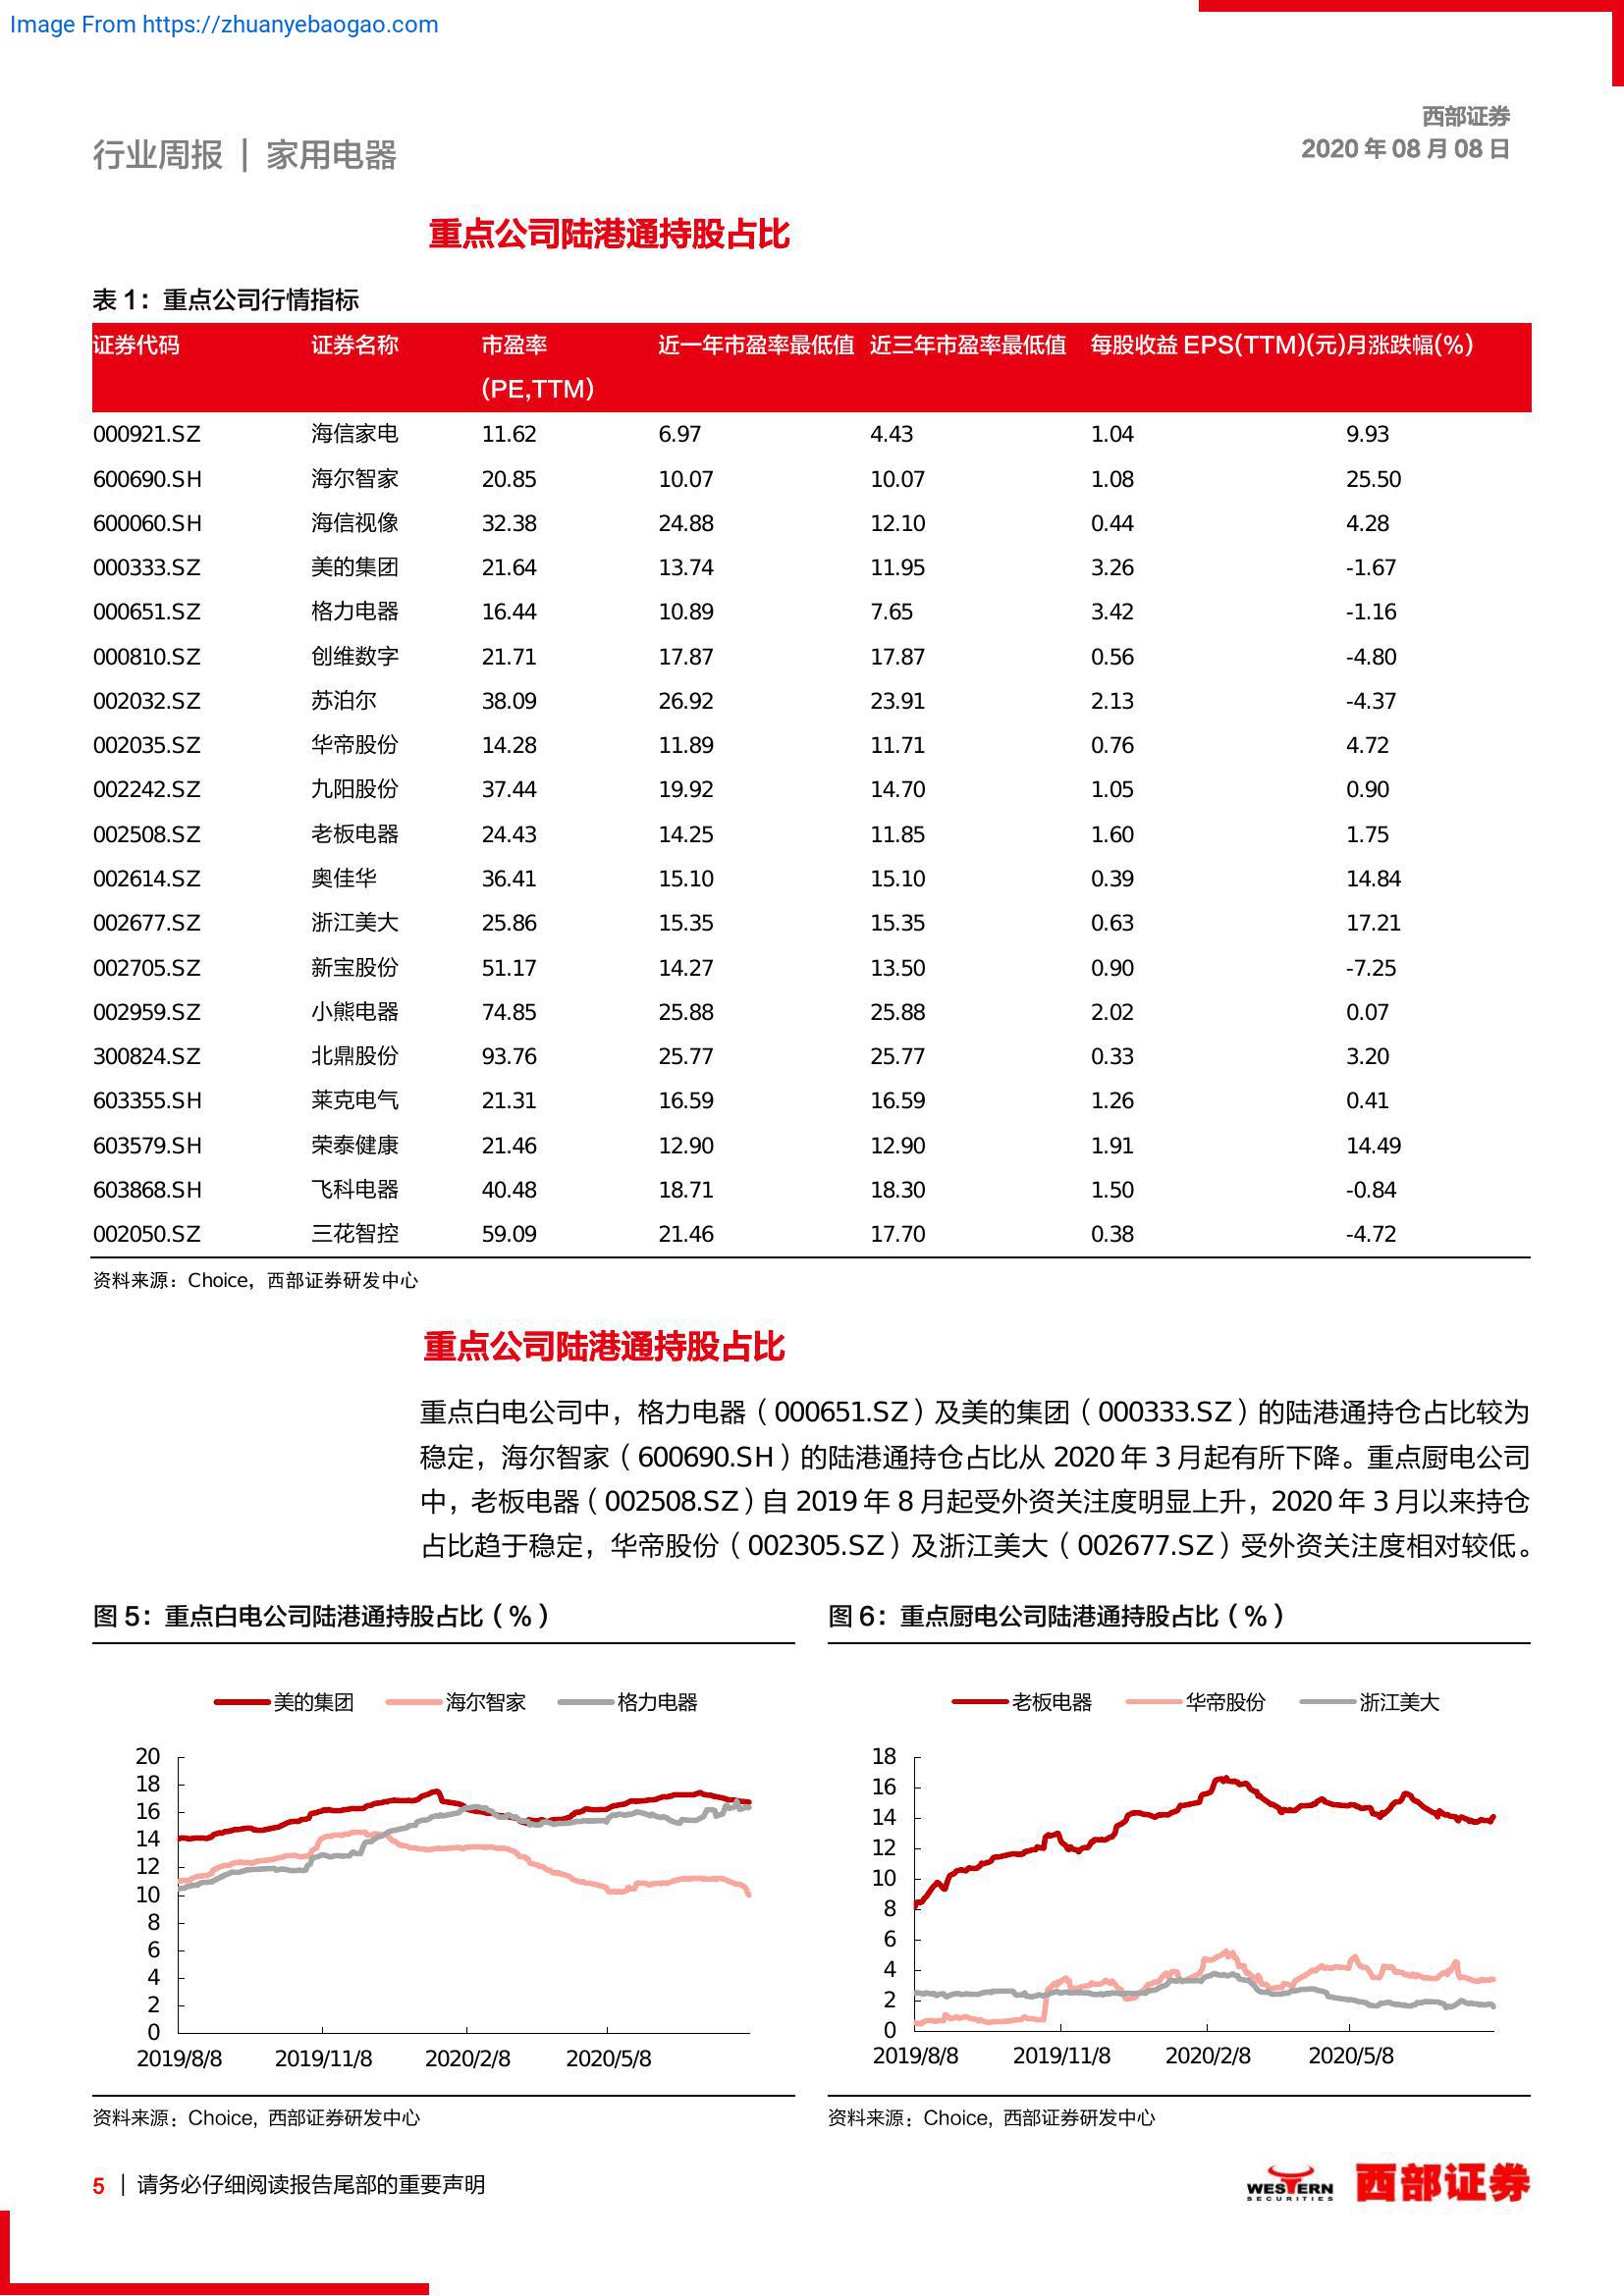 Image From https://zhuanyebaogao.com
西部证券
行业周报 | 家用电器
2020 年 08 月 08 日
重点公司陆港通持股占比
表 1：重点公司行情指标
证券代码 证券名称 市盈率 近一年市盈率最低值 近三年市盈率最低值 每股收益 EPS(TTM)(元)月涨跌幅(%)
(PE,TTM)
000921.SZ 海信家电 11.62 6.97 4.43 1.04 9.93
600690.SH 海尔智家 20.85 10.07 10.07 1.08 25.50
600060.SH 海信视像 32.38 24.88 12.10 0.44 4.28
000333.SZ 美的集团 21.64 13.74 11.95 3.26 -1.67
000651.SZ 格力电器 16.44 10.89 7.65 3.42 -1.16
000810.SZ 创维数字 21.71 17.87 17.87 0.56 -4.80
002032.SZ 苏泊尔 38.09 26.92 23.91 2.13 -4.37
002035.SZ 华帝股份 14.28 11.89 11.71 0.76 4.72
002242.SZ 九阳股份 37.44 19.92 14.70 1.05 0.90
002508.SZ 老板电器 24.43 14.25 11.85 1.60 1.75
002614.SZ 奥佳华 36.41 15.10 15.10 0.39 14.84
002677.SZ 浙江美大 25.86 15.35 15.35 0.63 17.21
002705.SZ 新宝股份 51.17 14.27 13.50 0.90 -7.25
002959.SZ 小熊电器 74.85 25.88 25.88 2.02 0.07
300824.SZ 北鼎股份 93.76 25.77 25.77 0.33 3.20
603355.SH 莱克电气 21.31 16.59 16.59 1.26 0.41
603579.SH 荣泰健康 21.46 12.90 12.90 1.91 14.49
603868.SH 飞科电器 40.48 18.71 18.30 1.50 -0.84
002050.SZ 三花智控 59.09 21.46 17.70 0.38 -4.72
资料来源：Choice，西部证券研发中心
重点公司陆港通持股占比
重点白电公司中，格力电器（000651.SZ）及美的集团（000333.SZ）的陆港通持仓占比较为
稳定，海尔智家（600690.SH）的陆港通持仓占比从 2020 年 3 月起有所下降。重点厨电公司
中，老板电器（002508.SZ）自 2019 年 8 月起受外资关注度明显上升，2020 年 3 月以来持仓
占比趋于稳定，华帝股份（002305.SZ）及浙江美大（002677.SZ）受外资关注度相对较低。
图 5：重点白电公司陆港通持股占比（%）
美的集团 海尔智家 格力电器
20
18
16
14
12
10
8
6
4
2
0
2019/8/8 2019/11/8 2020/2/8 2020/5/8
资料来源：Choice，西部证券研发中心
图 6：重点厨电公司陆港通持股占比（%）
老板电器 华帝股份 浙江美大
18
16
14
12
10
8
6
4
2
0
2019/8/8 2019/11/8 2020/2/8 2020/5/8
资料来源：Choice，西部证券研发中心
5 | 请务必仔细阅读报告尾部的重要声明
WESTERN
SECURITIES
西部证券